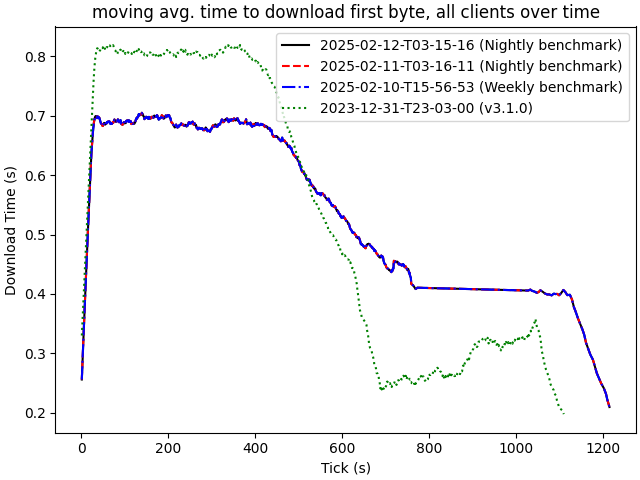 moving avg. time to download first byte, all clients over time
2025-02-12-T03-15-16 (Nightly benchmark)
2025-02-11-T03-16-11 (Nightly benchmark)
2025-02-10-T15-56-53 (Weekly benchmark)
2023-12-31-T23-03-00 (v3.1.0)
Download Time (s)
0.8
0.7
0.6
0.5
0.4
0.3
0.2
0 200 400 600 800 1000 1200
Tick (s)